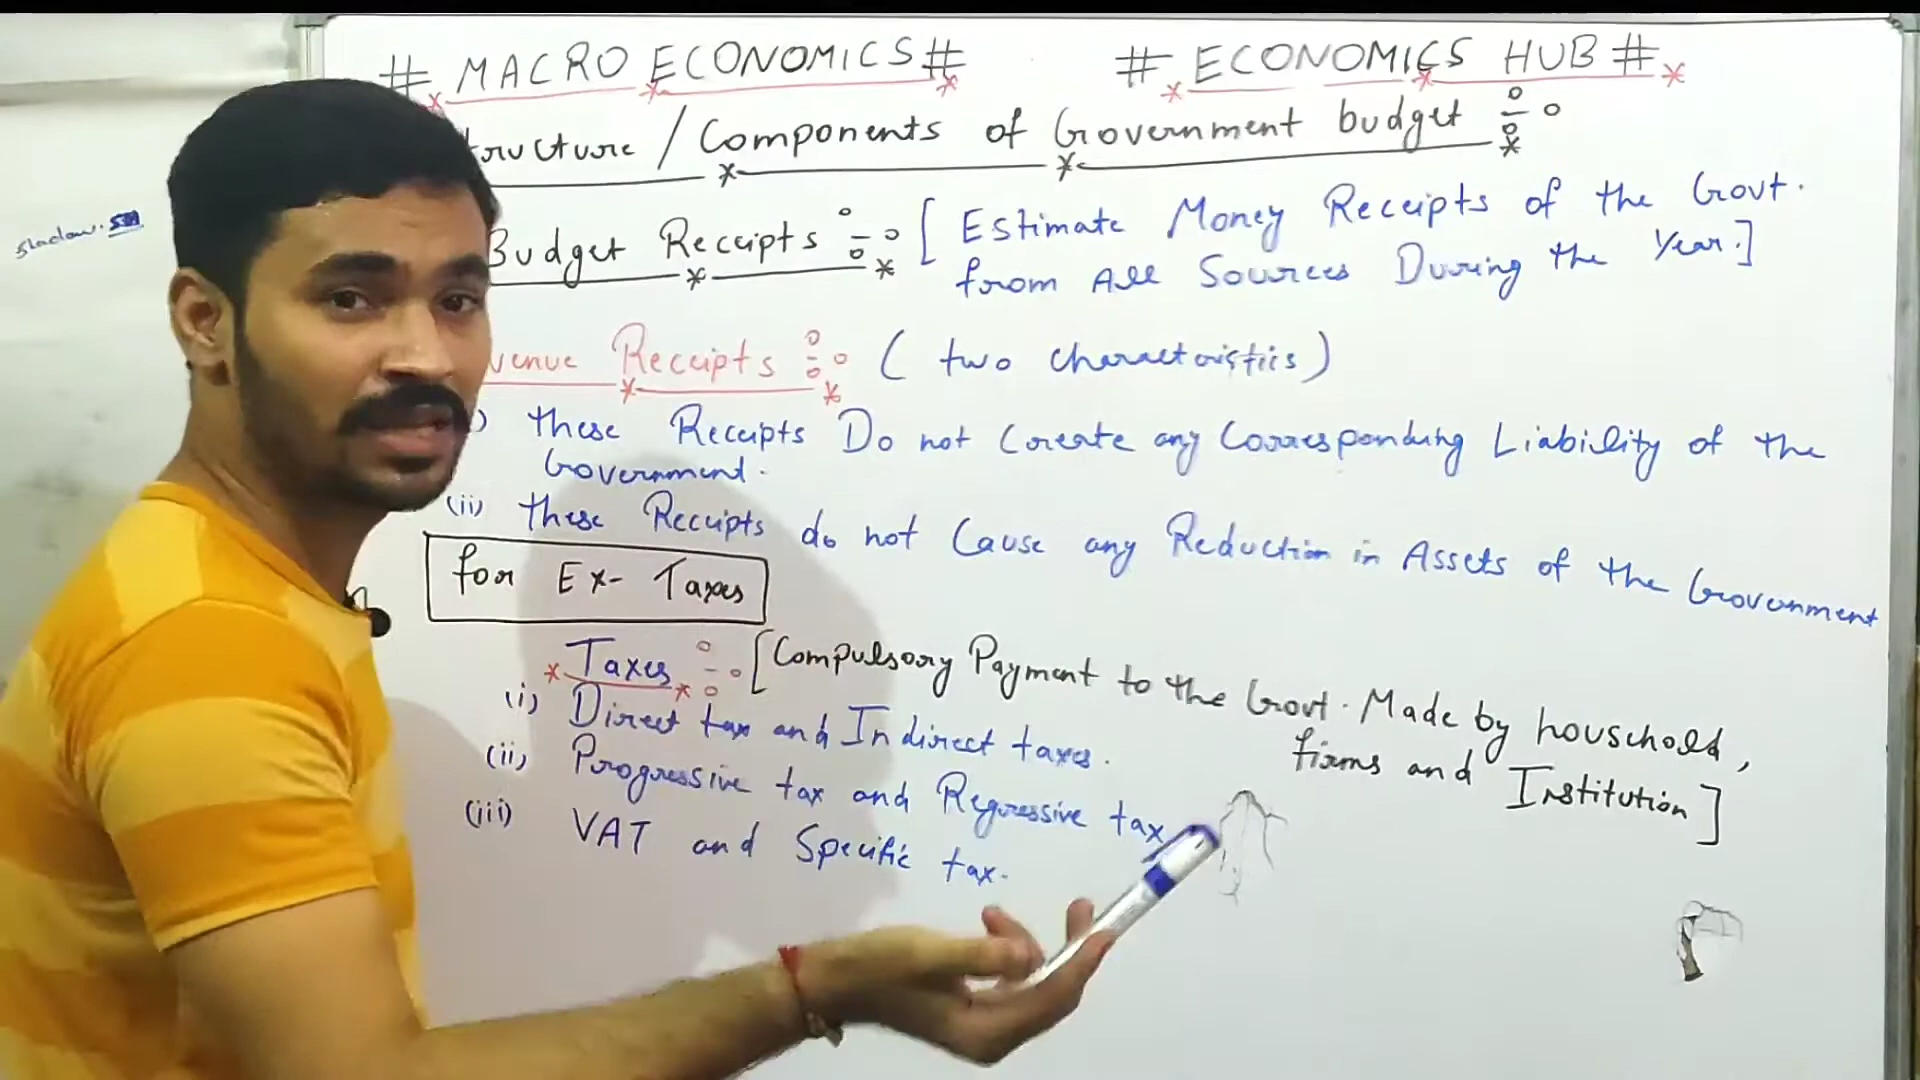 # MACRO ECONOMICS #
# ECONOMICS HUB #
tructure / Components of Government budget
Budget Receipts [Estimate Money Receipts of the Govt.
from All Sources During the Year.]
venue Receipts (two charactoristics)
) these Receipts Do not Create any Corresponding Liability of the
Government.
(ii) these Receipts do not Cause any Reduction in Assets of the Government
for Ex- Taxes
Taxes [Compulsory Payment to the Govt. Made by household,
firms and Institution]
(i) Direct tax and Indirect taxes.
(ii) Progressive tax and Regressive tax
(iii) VAT and Specific tax.
shadow.